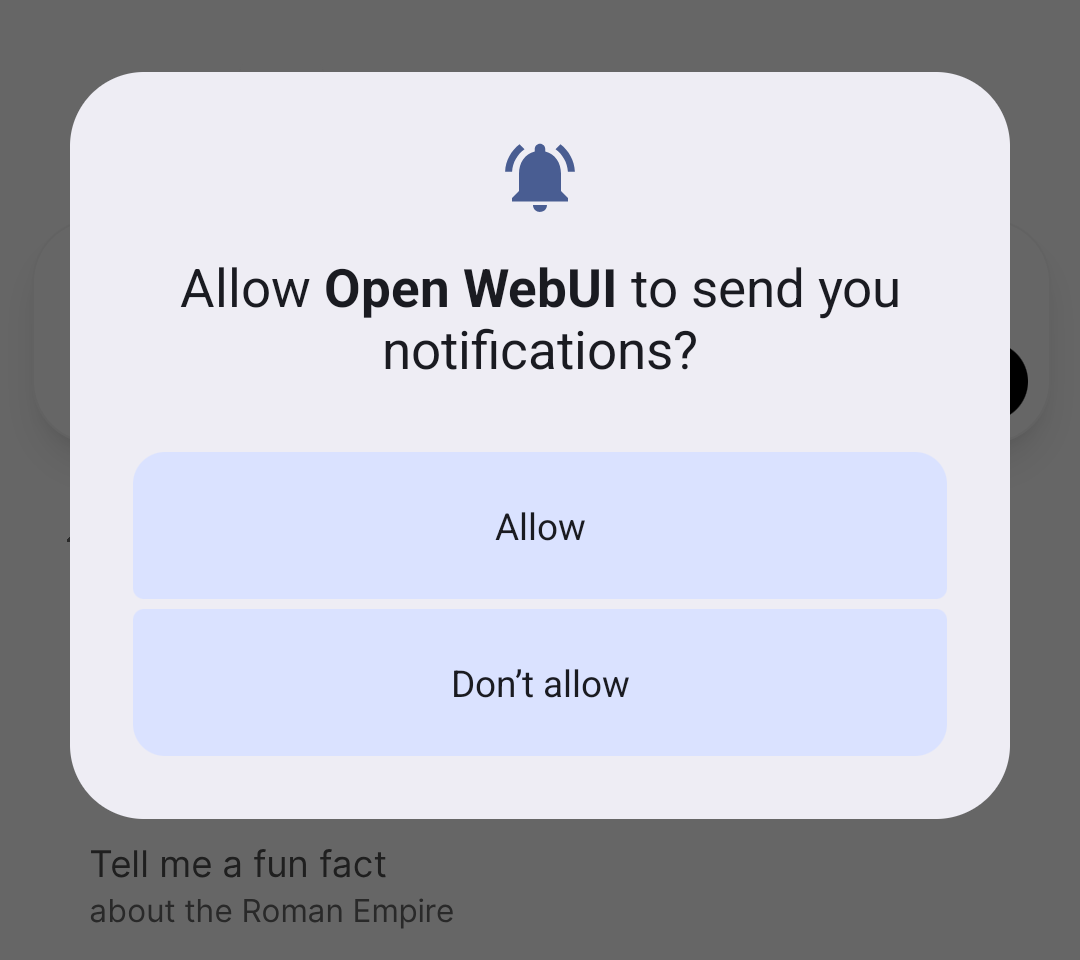 Allow Open WebUI to send you
notifications?
Allow
Don’t allow
Tell me a fun fact
about the Roman Empire